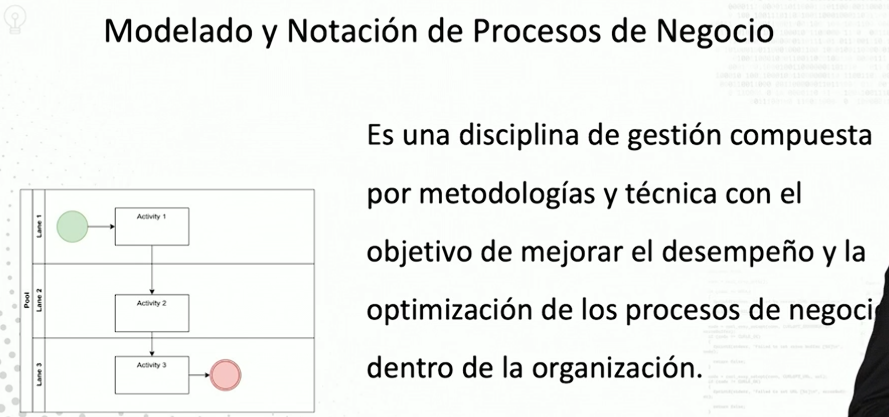 Modelado y Notación de Procesos de Negocio
Es una disciplina de gestión compuesta
por metodologías y técnica con el
objetivo de mejorar el desempeño y la
optimización de los procesos de negoci
dentro de la organización.
Pool
Lane 1
Activity 1
Lane 2
Activity 2
Lane 3
Activity 3